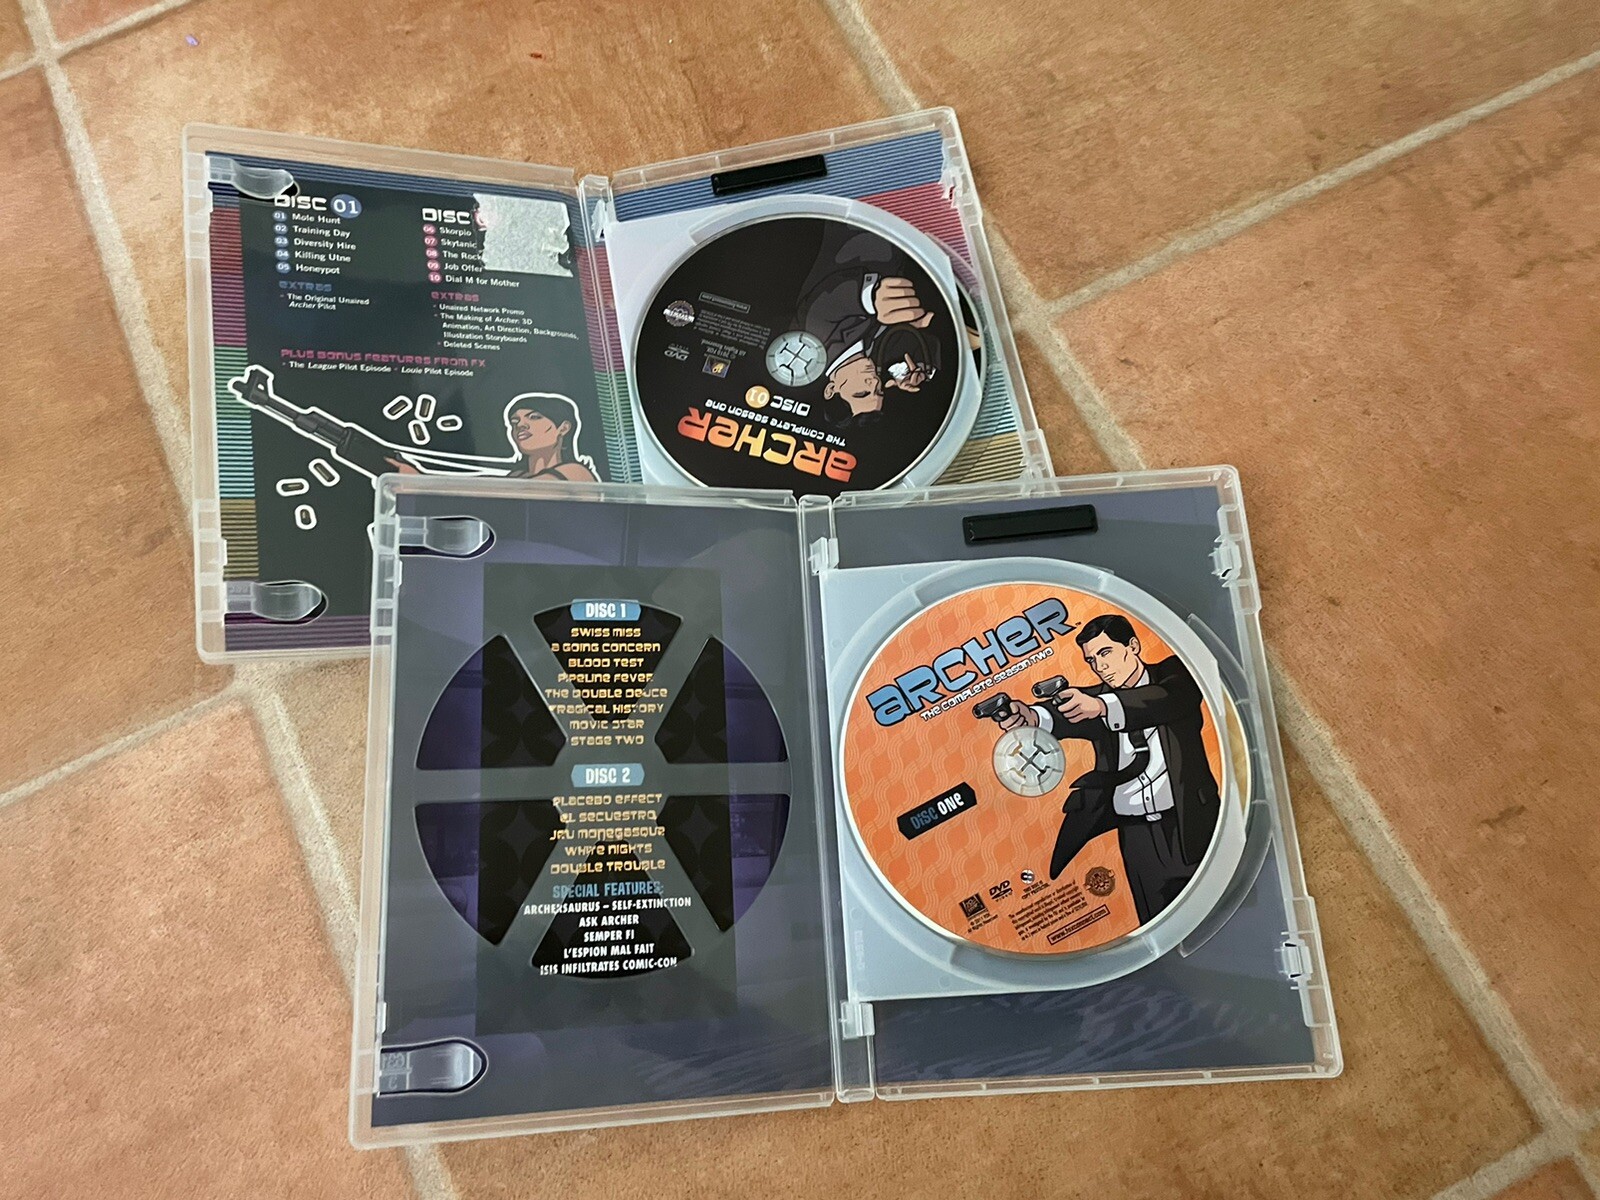 DISC 01
01 Mole Hunt
02 Training Day
03 Diversity Hire
04 Killing Utne
05 Honeypot
EXTRAS
- The Original Unaired
Archer Pilot
DISC
06 Skorpio
07 Skytanic
08 The Rock
09 Job Offer
10 Dial M for Mother
EXTRAS
- Unaired Network Promo
- The Making of Archer: 3D
Animation, Art Direction, Backgrounds,
Illustration Storyboards
- Deleted Scenes
PLUS BONUS FEATURES FROM FX
- The League Pilot Episode - Louie Pilot Episode
ARCHER
THE COMPLETE SEASON ONE
DISC 01
DVD
DISC 1
SWISS MISS
A GOING CONCERN
BLOOD TEST
PIPELINE FEVER
THE DOUBLE DEUCE
TRAGICAL HISTORY
MOVIE STAR
STAGE TWO
DISC 2
PLACEBO EFFECT
EL SECUESTRO
JEU MONEGASQUE
WHITE NIGHTS
DOUBLE TROUBLE
SPECIAL FEATURES:
ARCHERSAURUS – SELF-EXTINCTION
ASK ARCHER
SEMPER FI
L'ESPION MAL FAIT
ISIS INFILTRATES COMIC-CON
ARCHER
THE COMPLETE SEASON TWO
DISC ONE
DVD
www.foxconnect.com